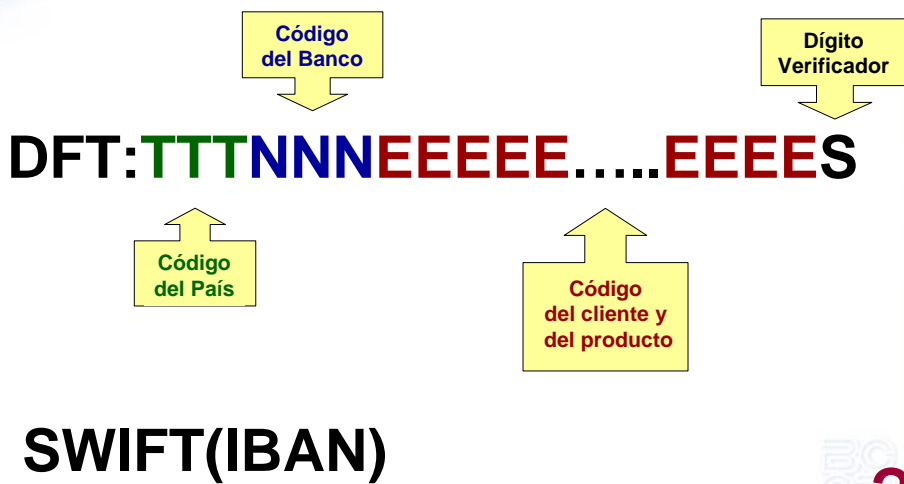 Código
del Banco
Dígito
Verificador
DFT:TTTNNNEEEEE…..EEEES
Código
del País
Código
del cliente y
del producto
SWIFT(IBAN)